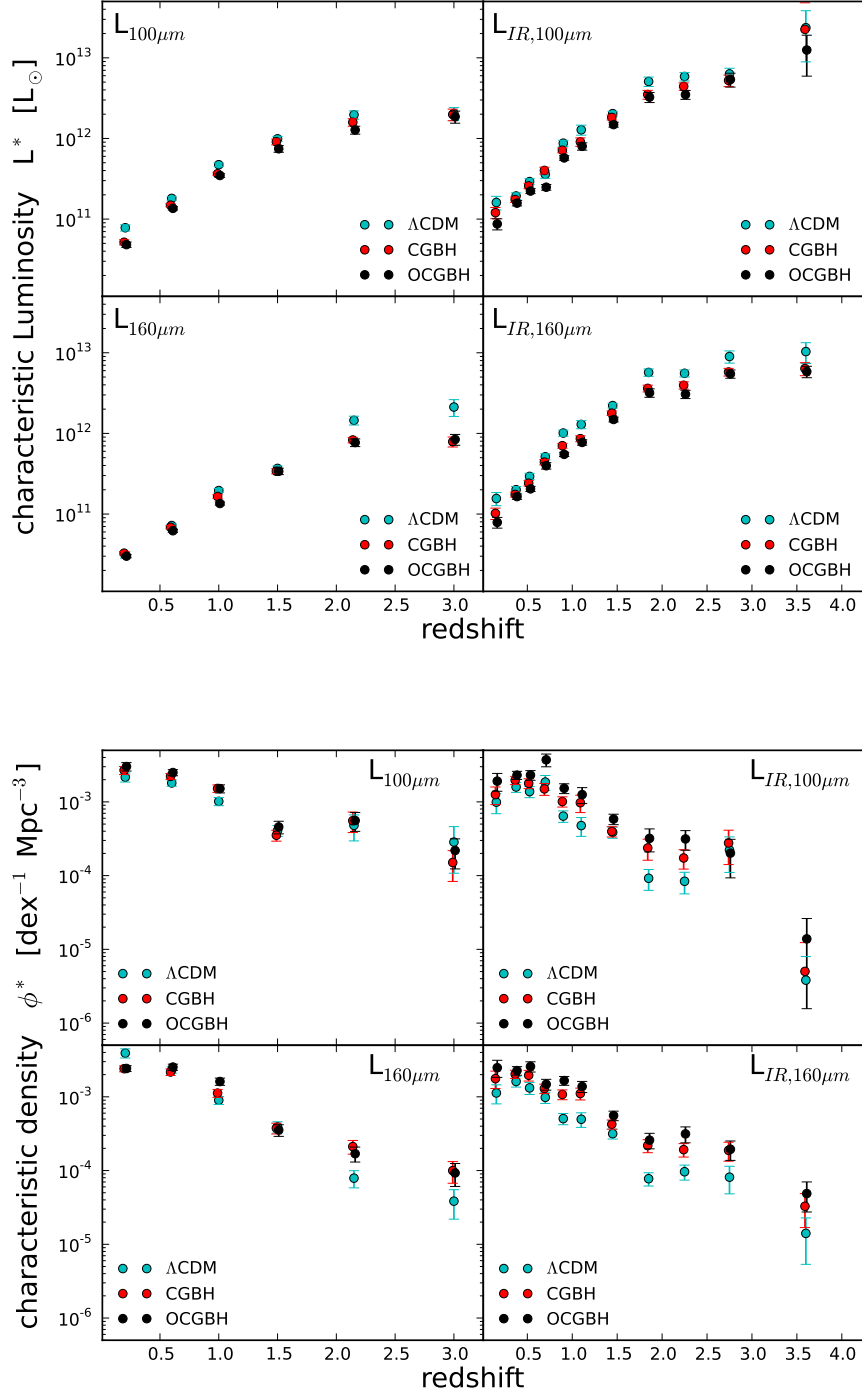 characteristic Luminosity L* [L☉]
L100μm
10^13
10^12
10^11
ΛCDM
CGBH
OCGBH
LIR,100μm
ΛCDM
CGBH
OCGBH
L160μm
10^13
10^12
10^11
ΛCDM
CGBH
OCGBH
LIR,160μm
ΛCDM
CGBH
OCGBH
0.5 1.0 1.5 2.0 2.5 3.0 0.5 1.0 1.5 2.0 2.5 3.0 3.5 4.0
redshift
characteristic density ϕ* [dex^−1 Mpc^−3]
L100μm
10^-3
10^-4
10^-5
10^-6
ΛCDM
CGBH
OCGBH
LIR,100μm
ΛCDM
CGBH
OCGBH
L160μm
10^-3
10^-4
10^-5
10^-6
ΛCDM
CGBH
OCGBH
LIR,160μm
ΛCDM
CGBH
OCGBH
0.5 1.0 1.5 2.0 2.5 3.0 0.5 1.0 1.5 2.0 2.5 3.0 3.5 4.0
redshift